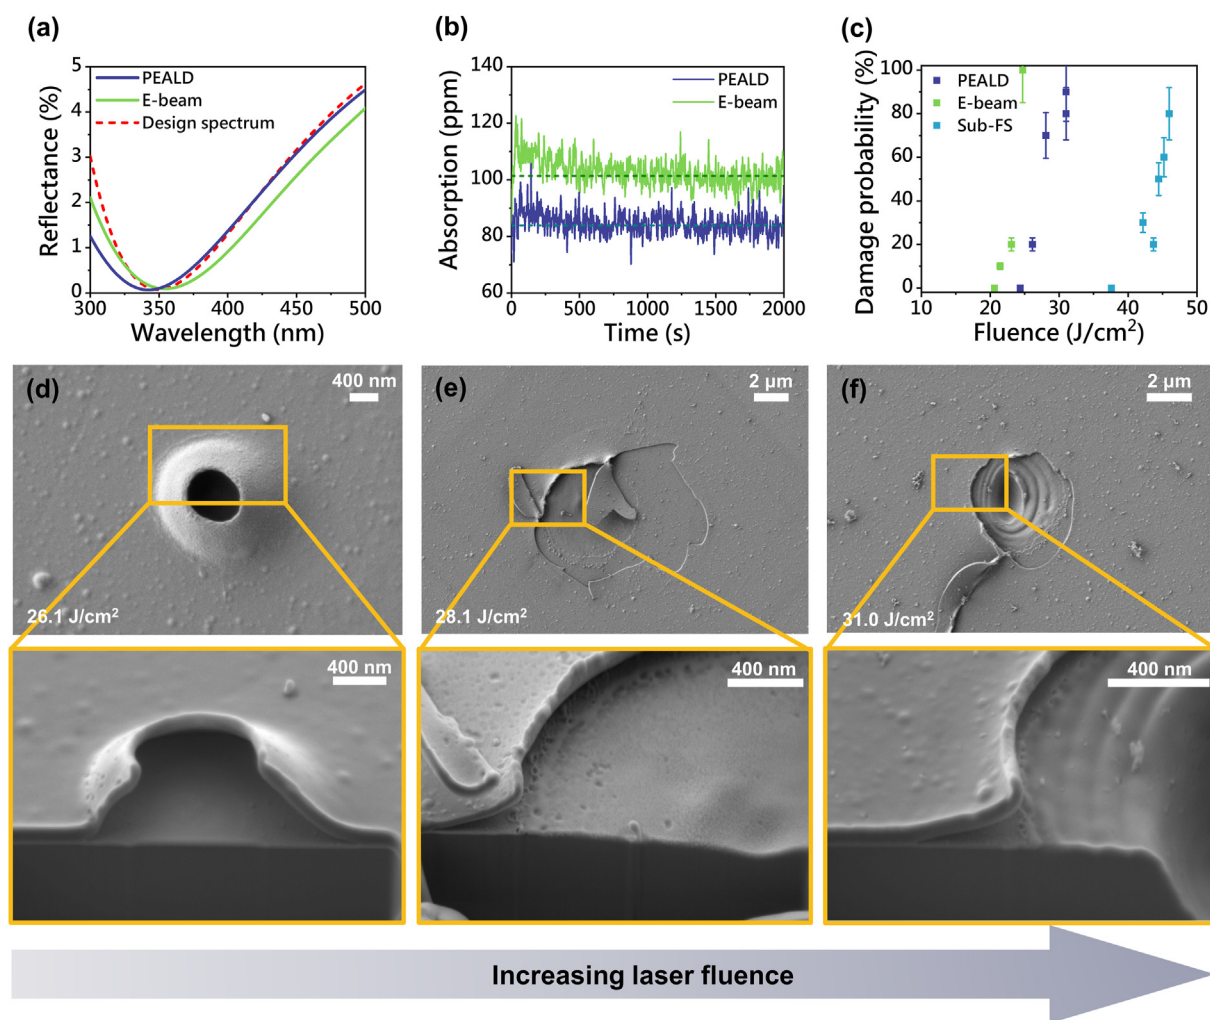 (a)
Reflectance (%)
5
4
3
2
1
0
PEALD
E-beam
Design spectrum
300
350
400
450
500
Wavelength (nm)
(b)
Absorption (ppm)
140
120
100
80
60
PEALD
E-beam
0
500
1000
1500
2000
Time (s)
(c)
Damage probability (%)
100
80
60
40
20
0
PEALD
E-beam
Sub-FS
10
20
30
40
50
Fluence (J/cm²)
(d)
400 nm
26.1 J/cm²
(e)
2 µm
28.1 J/cm²
(f)
2 µm
31.0 J/cm²
400 nm
400 nm
400 nm
Increasing laser fluence